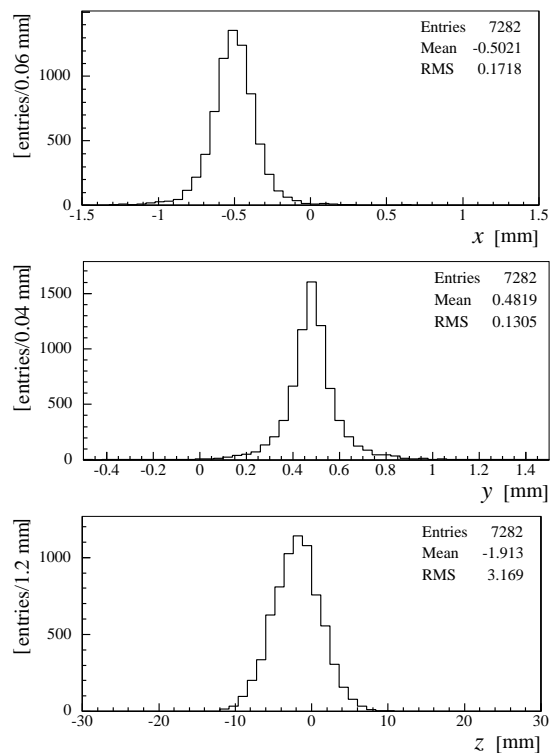 [ entries/0.06 mm]
Entries 7282
Mean -0.5021
RMS 0.1718
1000
500
0
-1.5 -1 -0.5 0 0.5 1 1.5
x [mm]
[entries/0.04 mm]
Entries 7282
Mean 0.4819
RMS 0.1305
1500
1000
500
0
-0.4 -0.2 0 0.2 0.4 0.6 0.8 1 1.2 1.4
y [mm]
[entries/1.2 mm]
Entries 7282
Mean -1.913
RMS 3.169
1000
500
0
-30 -20 -10 0 10 20 30
z [mm]